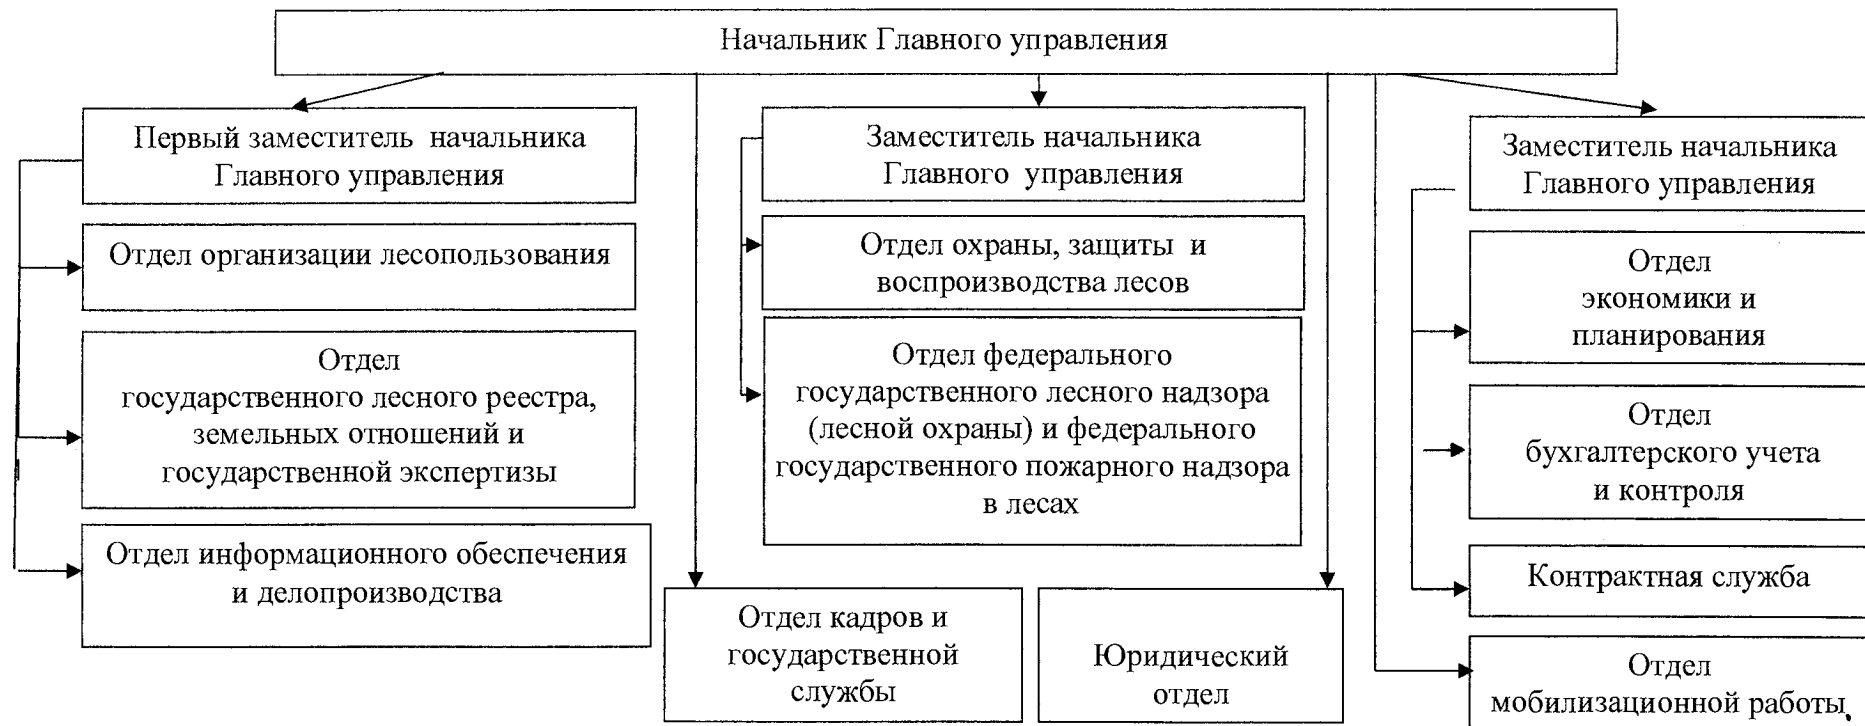 Начальник Главного управления
Первый заместитель начальника
Главного управления
Отдел организации лесопользования
Отдел
государственного лесного реестра,
земельных отношений и
государственной экспертизы
Отдел информационного обеспечения
и делопроизводства
Заместитель начальника
Главного управления
Отдел охраны, защиты и
воспроизводства лесов
Отдел федерального
государственного лесного надзора
(лесной охраны) и федерального
государственного пожарного надзора
в лесах
Отдел кадров и
государственной
службы
Юридический
отдел
Заместитель начальника
Главного управления
Отдел
экономики и
планирования
Отдел
бухгалтерского учета
и контроля
Контрактная служба
Отдел
мобилизационной работы,